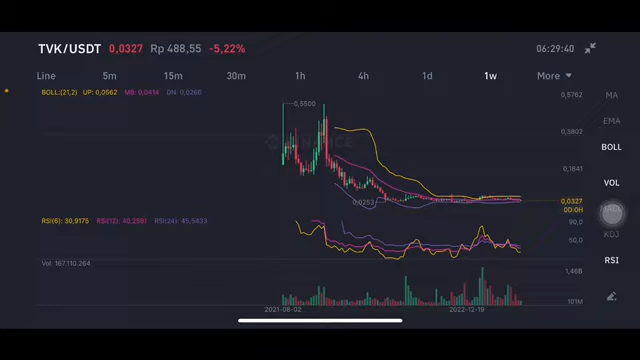 TVK/USDT 0,0327 Rp 488,55 -5,22% 06:29:40
Line 5m 15m 30m 1h 4h 1d 1w More
BOLL:(21,2) UP: 0,0562 MB: 0,0414 DN: 0,0266
0,5762
MA
0,5500
EMA
0,3802
BINANCE
BOLL
0,1841
VOL
0,0253
0,0327
00:0H
RSI(6): 30,9175 RSI(12): 40,2591 RSI(24): 45,5433
90,0
KDJ
50,0
Vol: 167.110.264
RSI
1,46B
101M
2021-08-02 2022-12-19